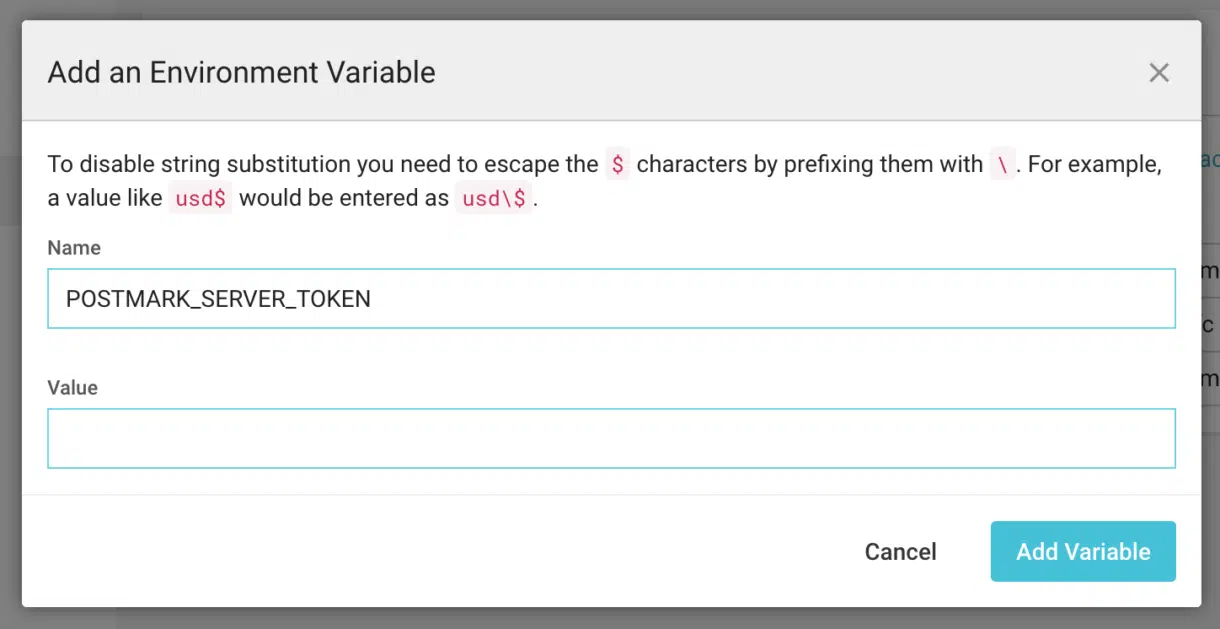 Add an Environment Variable
To disable string substitution you need to escape the $ characters by prefixing them with \. For example,
a value like usd$ would be entered as usd\$.
Name
POSTMARK_SERVER_TOKEN
Value
Cancel
Add Variable